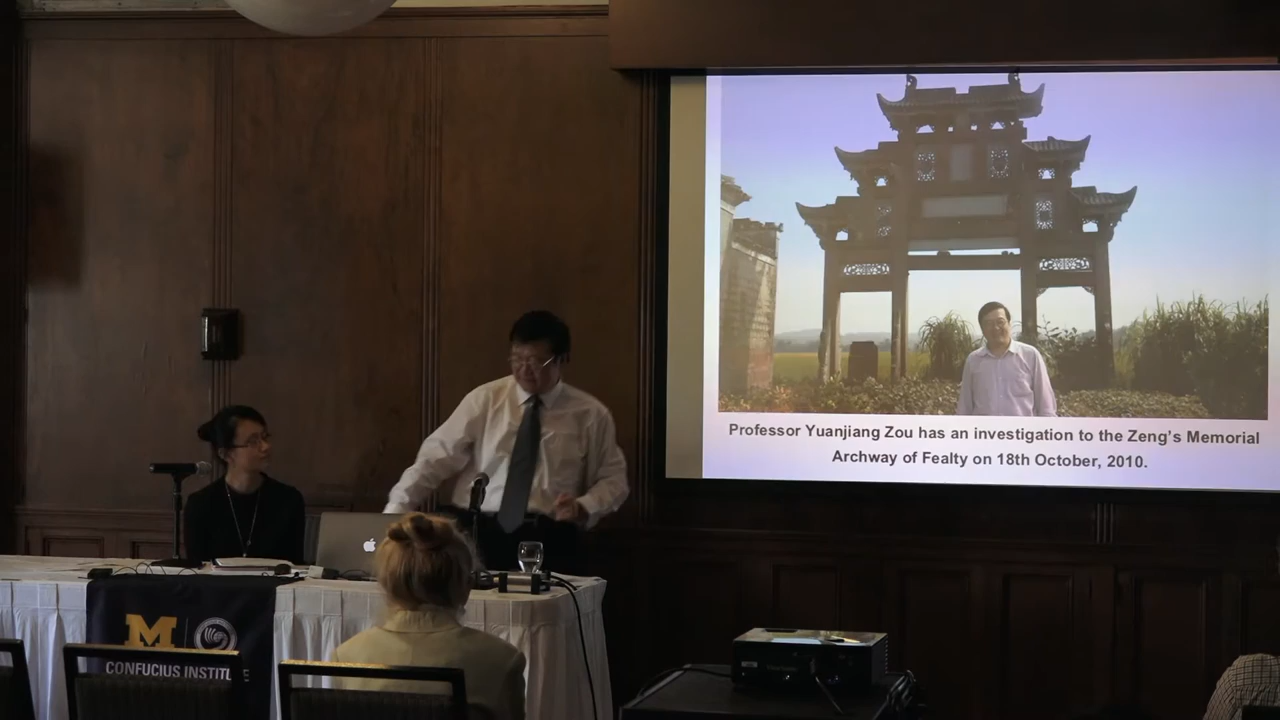 Professor Yuanjiang Zou has an investigation to the Zeng's Memorial
Archway of Fealty on 18th October, 2010.
M
CONFUCIUS INSTITUTE